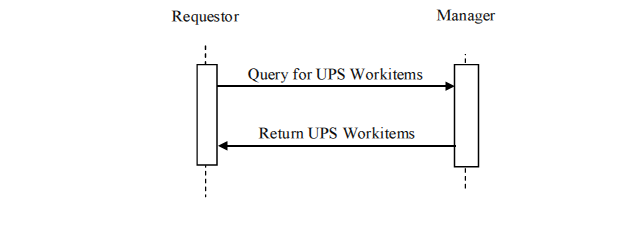 Requestor
Manager
Query for UPS Workitems
Return UPS Workitems